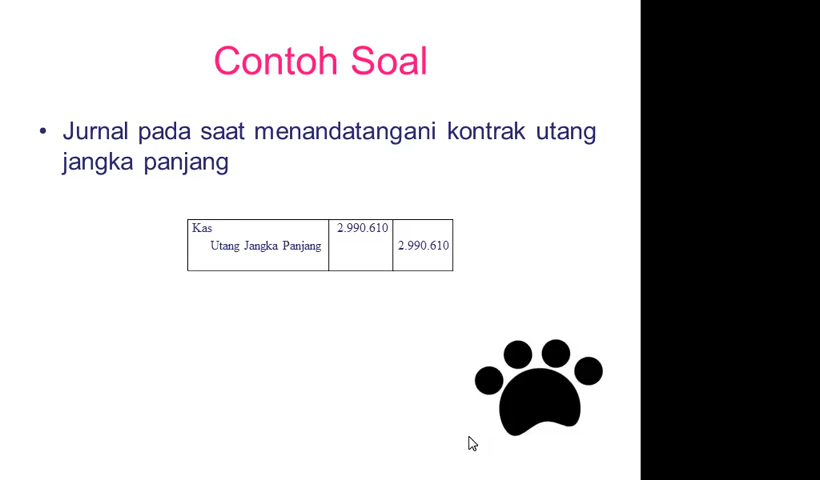 Contoh Soal
• Jurnal pada saat menandatangani kontrak utang
jangka panjang
Kas 2.990.610
Utang Jangka Panjang 2.990.610